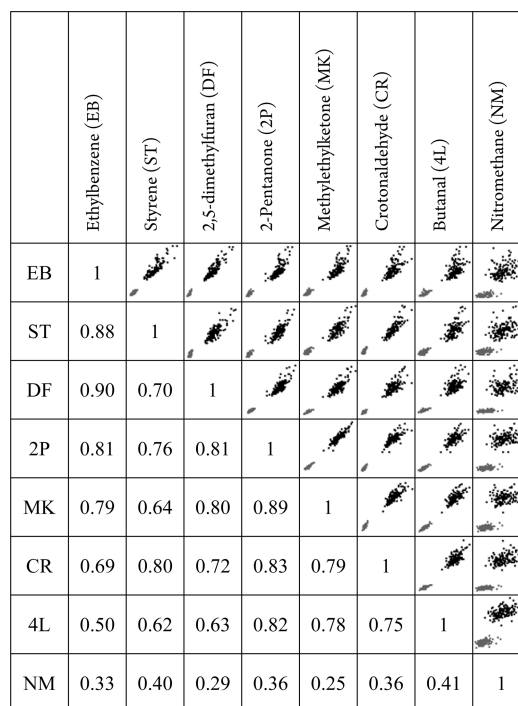 Ethylbenzene (EB)
Styrene (ST)
2,5-dimethylfuran (DF)
2-Pentanone (2P)
Methylethylketone (MK)
Crotonaldehyde (CR)
Butanal (4L)
Nitromethane (NM)
EB 1
ST 0.88 1
DF 0.90 0.70 1
2P 0.81 0.76 0.81 1
MK 0.79 0.64 0.80 0.89 1
CR 0.69 0.80 0.72 0.83 0.79 1
4L 0.50 0.62 0.63 0.82 0.78 0.75 1
NM 0.33 0.40 0.29 0.36 0.25 0.36 0.41 1